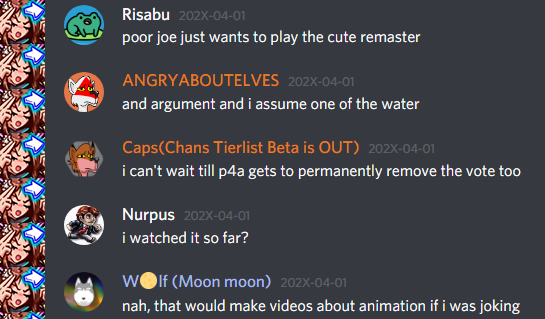 Risabu 202X-04-01
poor joe just wants to play the cute remaster
ANGRYABOUTELVES 202X-04-01
and argument and i assume one of the water
Caps(Chans Tierlist Beta is OUT) 202X-04-01
i can't wait till p4a gets to permanently remove the vote too
Nurpus 202X-04-01
i watched it so far?
W🌕lf (Moon moon) 202X-04-01
nah, that would make videos about animation if i was joking